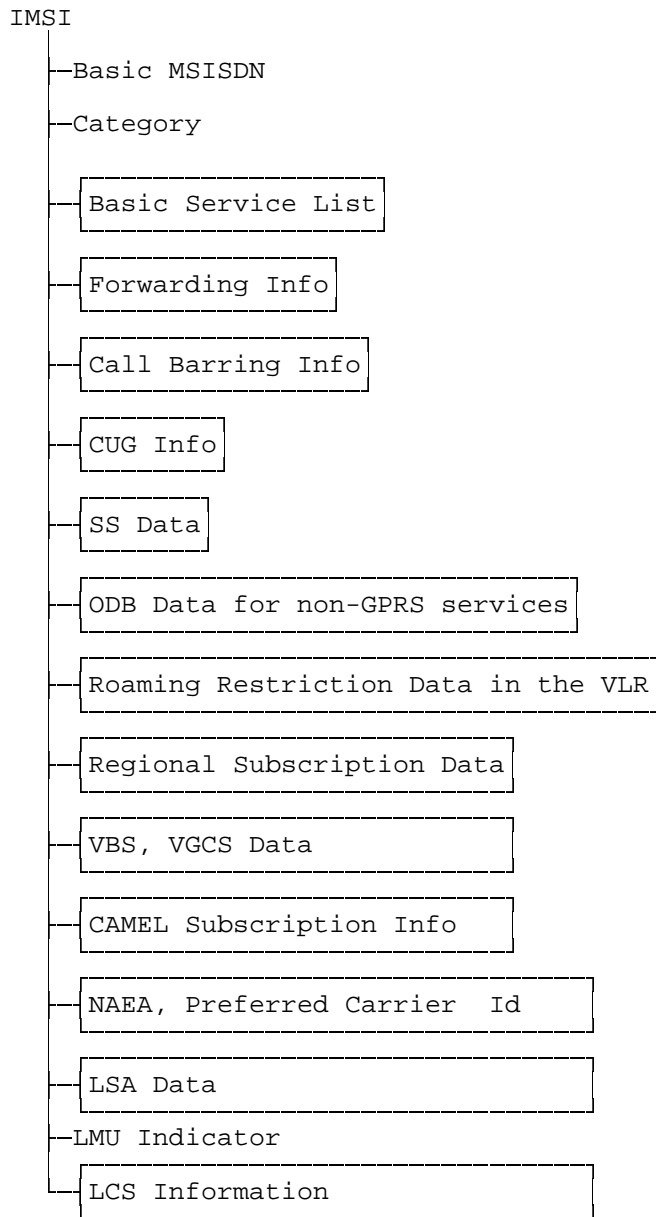 IMSI
Basic MSISDN
Category
Basic Service List
Forwarding Info
Call Barring Info
CUG Info
SS Data
ODB Data for non-GPRS services
Roaming Restriction Data in the VLR
Regional Subscription Data
VBS, VGCS Data
CAMEL Subscription Info
NAEA, Preferred Carrier Id
LSA Data
LMU Indicator
LCS Information